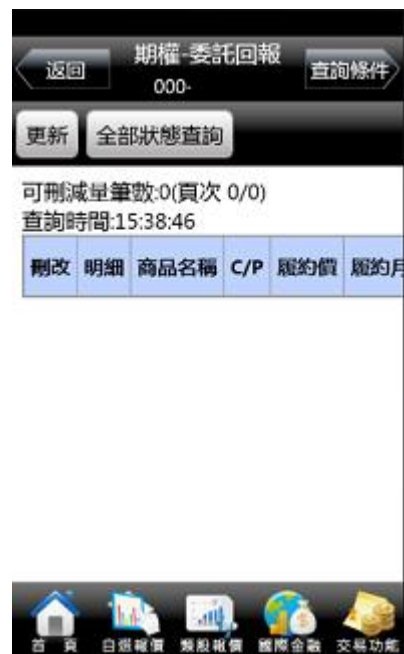 返回
期權-委託回報
000-
查詢條件
更新
全部狀態查詢
可刪減量筆數:0(頁次 0/0)
查詢時間:15:38:46
刪改 明細 商品名稱 C/P 履約價 履約月
首 頁 自選報價 類股報價 國際金融 交易功能